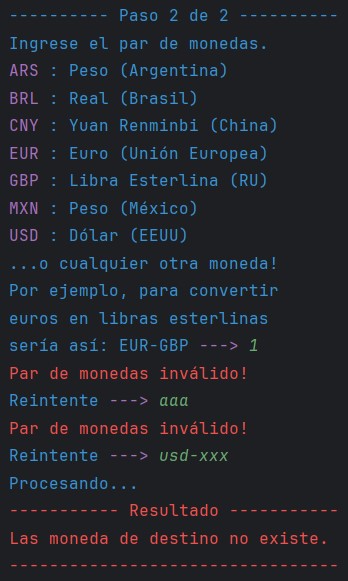 ---------- Paso 2 de 2 ----------
Ingrese el par de monedas.
ARS : Peso (Argentina)
BRL : Real (Brasil)
CNY : Yuan Renminbi (China)
EUR : Euro (Unión Europea)
GBP : Libra Esterlina (RU)
MXN : Peso (México)
USD : Dólar (EEUU)
...o cualquier otra moneda!
Por ejemplo, para convertir
euros en libras esterlinas
sería así: EUR-GBP ---> 1
Par de monedas inválido!
Reintente ---> aaa
Par de monedas inválido!
Reintente ---> usd-xxx
Procesando...
----------- Resultado -----------
Las moneda de destino no existe.
---------------------------------